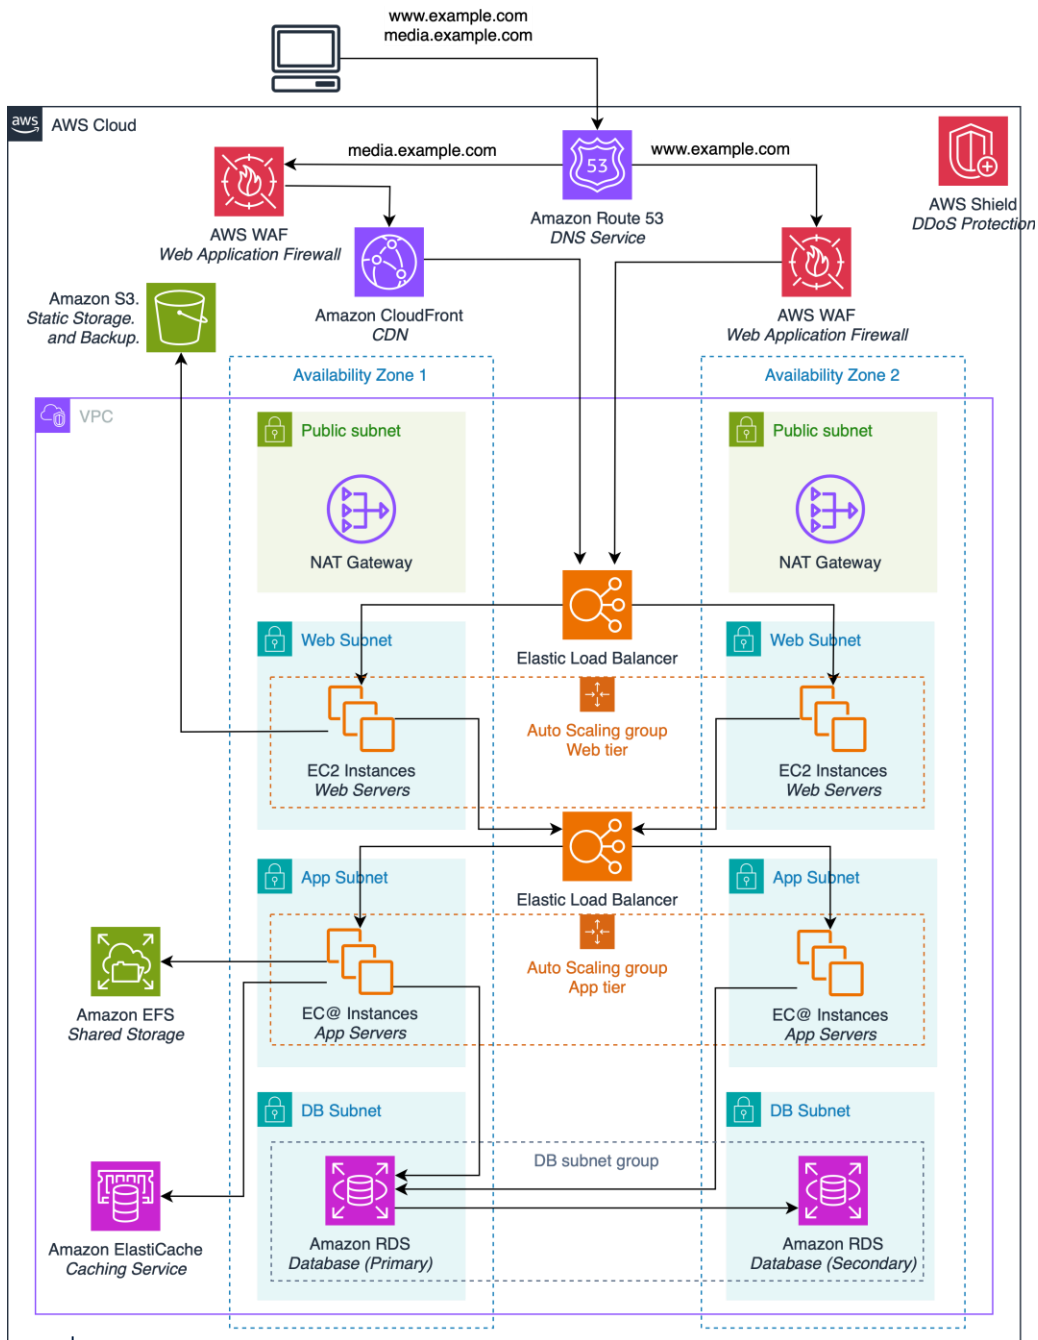 www.example.com
media.example.com
aws
AWS Cloud
media.example.com
www.example.com
53
Amazon Route 53
DNS Service
AWS Shield
DDoS Protection
AWS WAF
Web Application Firewall
Amazon CloudFront
CDN
AWS WAF
Web Application Firewall
Amazon S3.
Static Storage.
and Backup.
Availability Zone 1
Availability Zone 2
VPC
Public subnet
Public subnet
NAT Gateway
NAT Gateway
Elastic Load Balancer
Web Subnet
Web Subnet
Auto Scaling group
Web tier
EC2 Instances
Web Servers
EC2 Instances
Web Servers
Elastic Load Balancer
App Subnet
App Subnet
Auto Scaling group
App tier
EC@ Instances
App Servers
EC@ Instances
App Servers
Amazon EFS
Shared Storage
DB Subnet
DB Subnet
DB subnet group
Amazon RDS
Database (Primary)
Amazon RDS
Database (Secondary)
Amazon ElastiCache
Caching Service